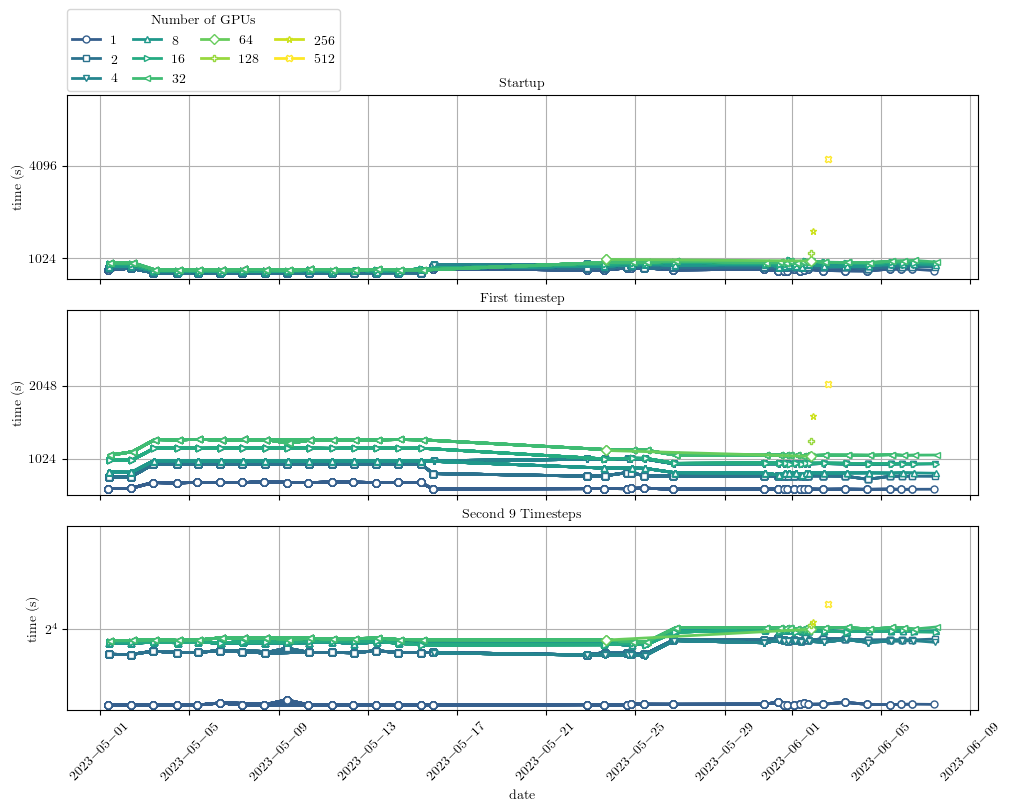 Number of GPUs
1 8 64 256
2 16 128 512
4 32
Startup
time (s)
4096
1024
First timestep
time (s)
2048
1024
Second 9 Timesteps
time (s)
2^4
2023−05−01 2023−05−05 2023−05−09 2023−05−13 2023−05−17 2023−05−21 2023−05−25 2023−05−29 2023−06−01 2023−06−05 2023−06−09
date